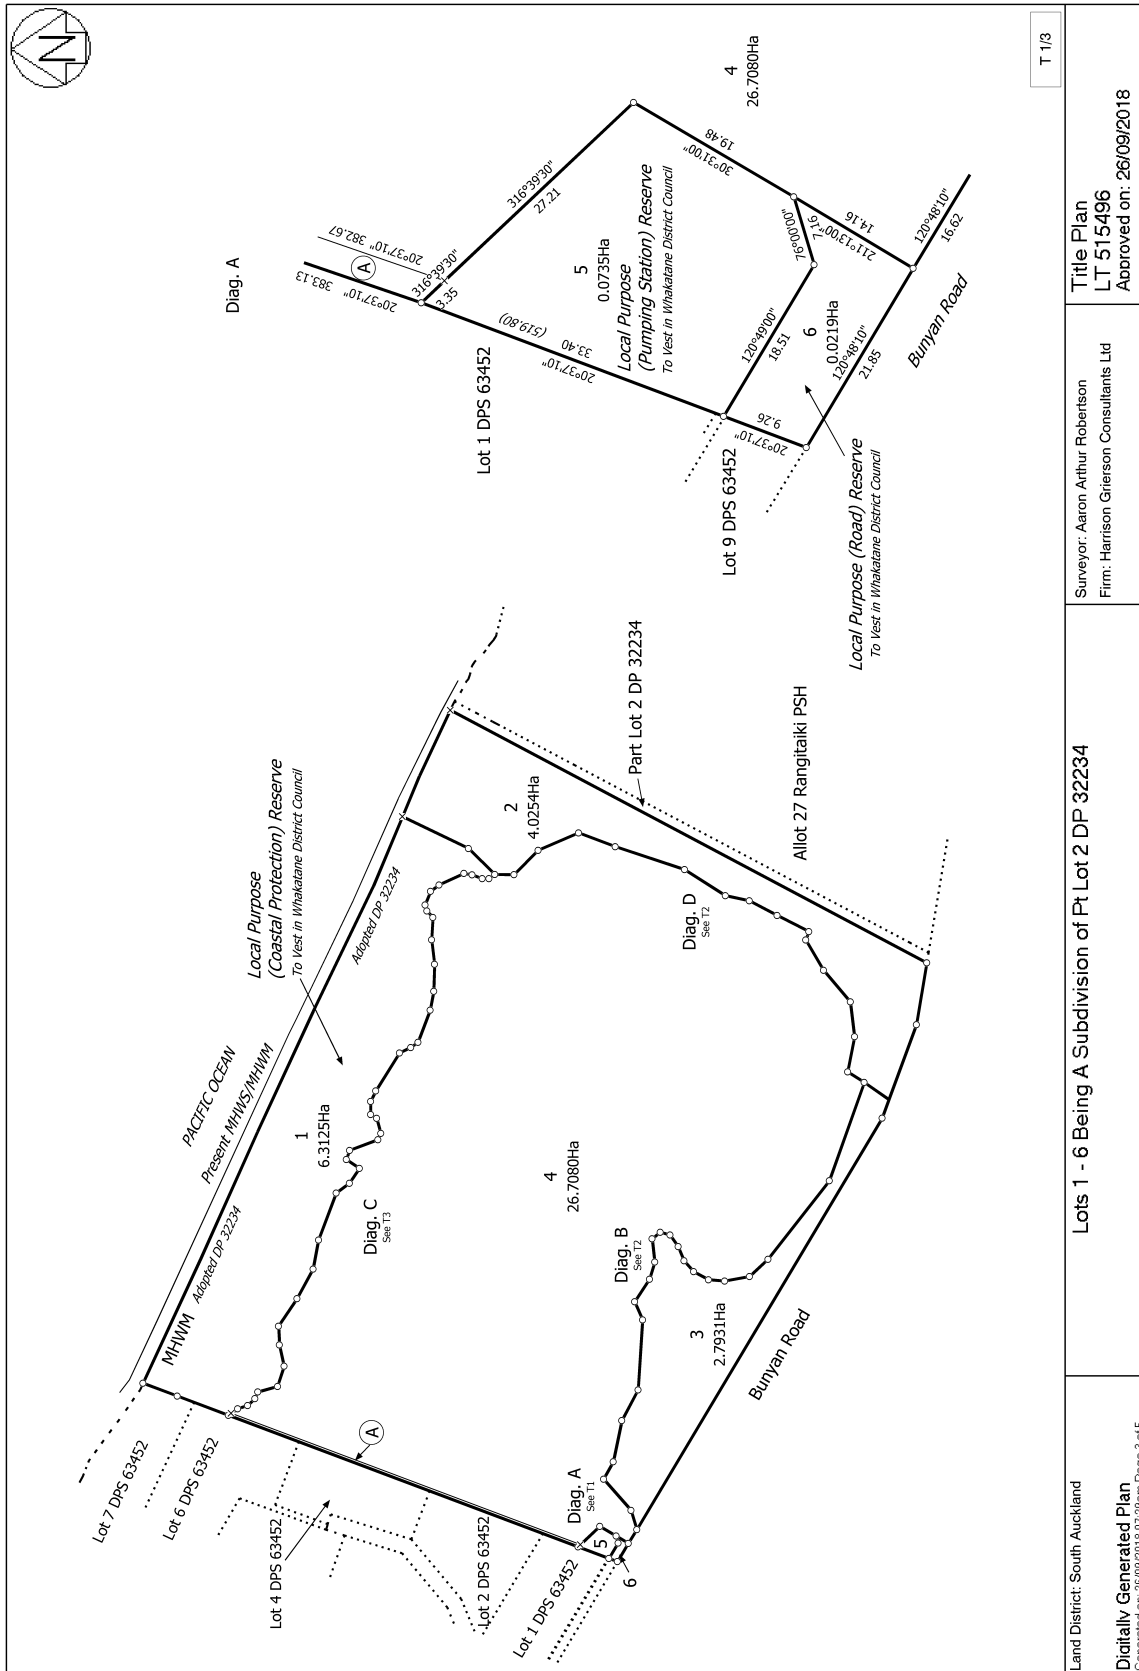 N
T 1/3
Diag. A
4
26.7080Ha
383.13
20°37'10"
20°37'10" 382.67
A
316°39'30"
3.35
316°39'30"
27.21
30°31'00"
19.48
5
0.0735Ha
Local Purpose
(Pumping Station) Reserve
To Vest in Whakatane District Council
Lot 1 DPS 63452
(519.80)
20°37'10"
33.40
76°00'00"
7.16
211°13'00"
14.16
120°49'00"
18.51
6
0.0219Ha
120°48'10"
21.85
120°48'10"
16.62
Bunyan Road
20°37'10"
9.26
Lot 9 DPS 63452
Local Purpose (Road) Reserve
To Vest in Whakatane District Council
PACIFIC OCEAN
Present MHWS/MHWM
MHWM
Adopted DP 32234
Adopted DP 32234
Local Purpose
(Coastal Protection) Reserve
To Vest in Whakatane District Council
1
6.3125Ha
2
4.0254Ha
Part Lot 2 DP 32234
Allot 27 Rangitaiki PSH
Diag. C
See T3
4
26.7080Ha
Diag. D
See T2
Diag. B
See T2
3
2.7931Ha
Bunyan Road
Diag. A
See T1
5
6
A
Lot 7 DPS 63452
Lot 6 DPS 63452
Lot 4 DPS 63452
Lot 2 DPS 63452
Lot 1 DPS 63452
Land District: South Auckland
Digitally Generated Plan
Lots 1 - 6 Being A Subdivision of Pt Lot 2 DP 32234
Surveyor: Aaron Arthur Robertson
Firm: Harrison Grierson Consultants Ltd
Title Plan
LT 515496
Approved on: 26/09/2018